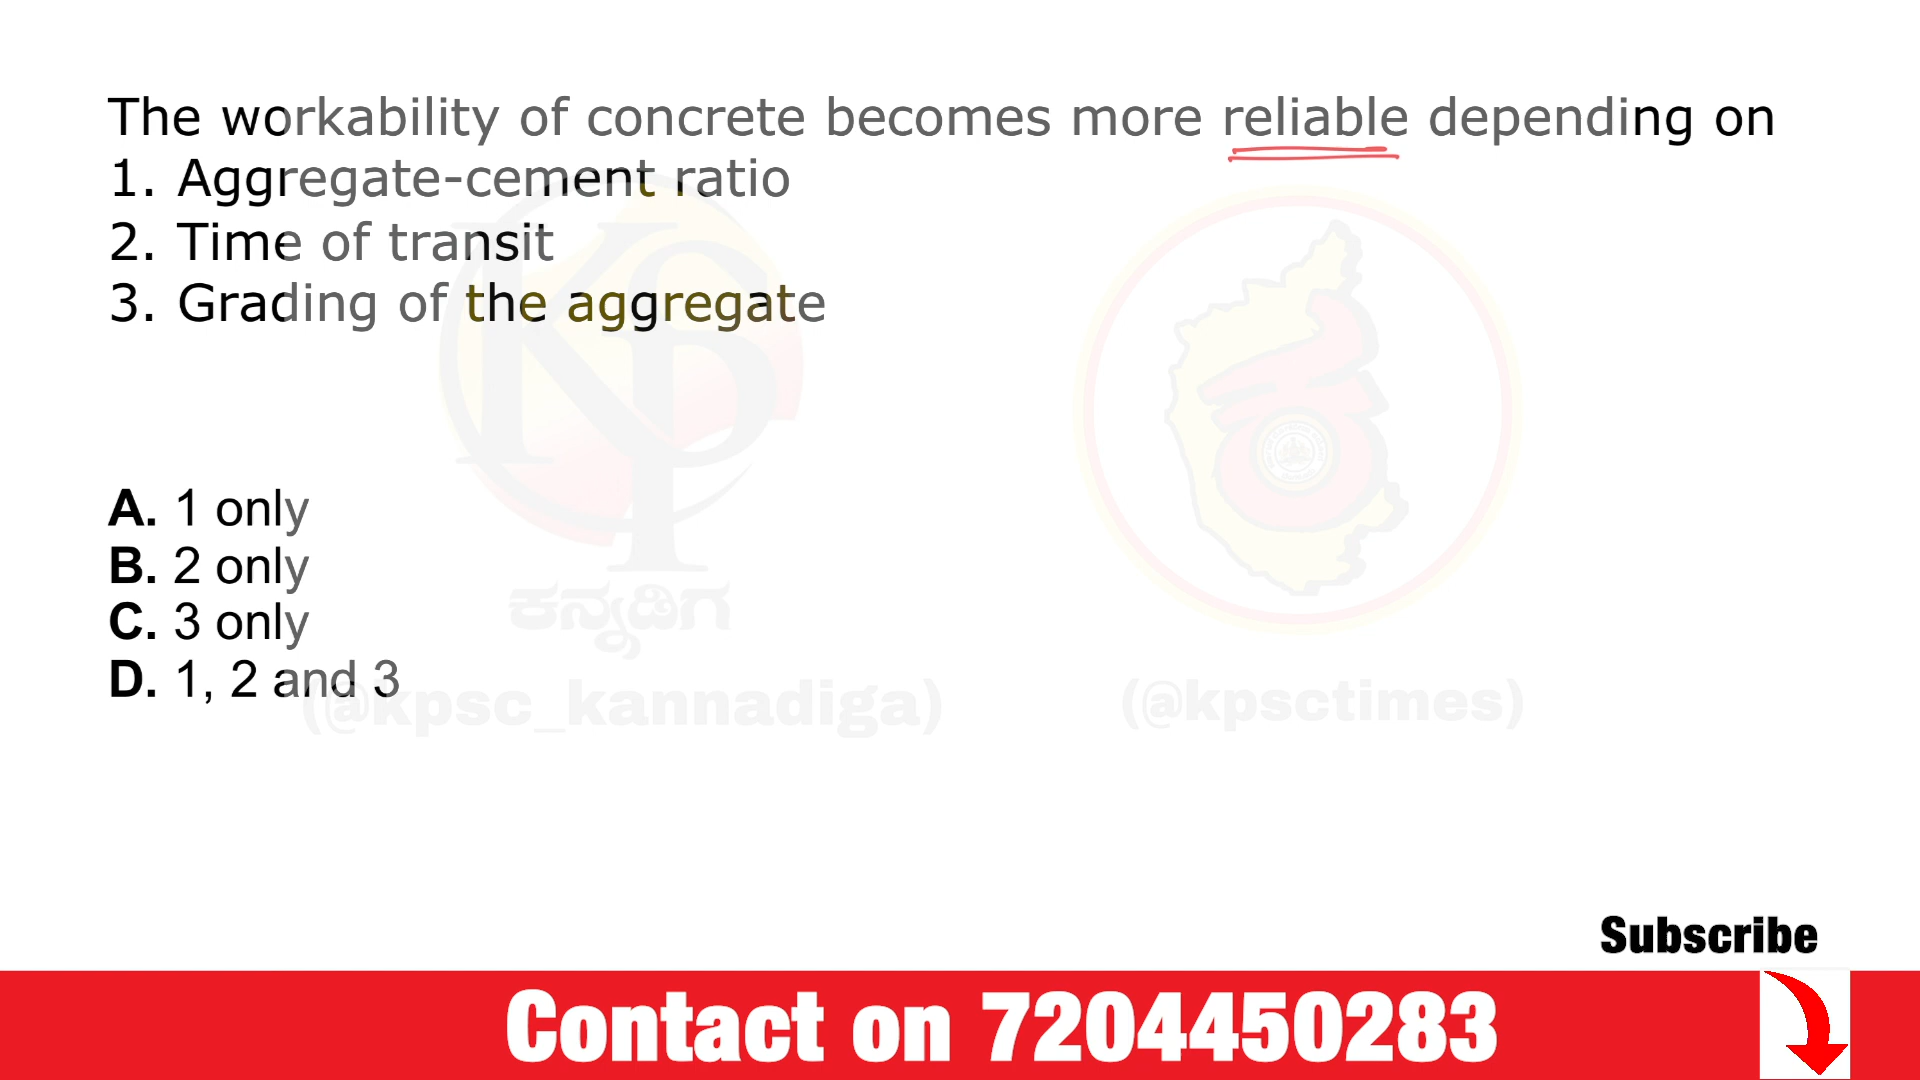 The workability of concrete becomes more reliable depending on
1. Aggregate-cement ratio
2. Time of transit
3. Grading of the aggregate
A. 1 only
B. 2 only
C. 3 only
D. 1, 2 and 3
ಕನ್ನಡಿಗ
(@kpsc_kannadiga)
(@kpsctimes)
Subscribe
Contact on 7204450283